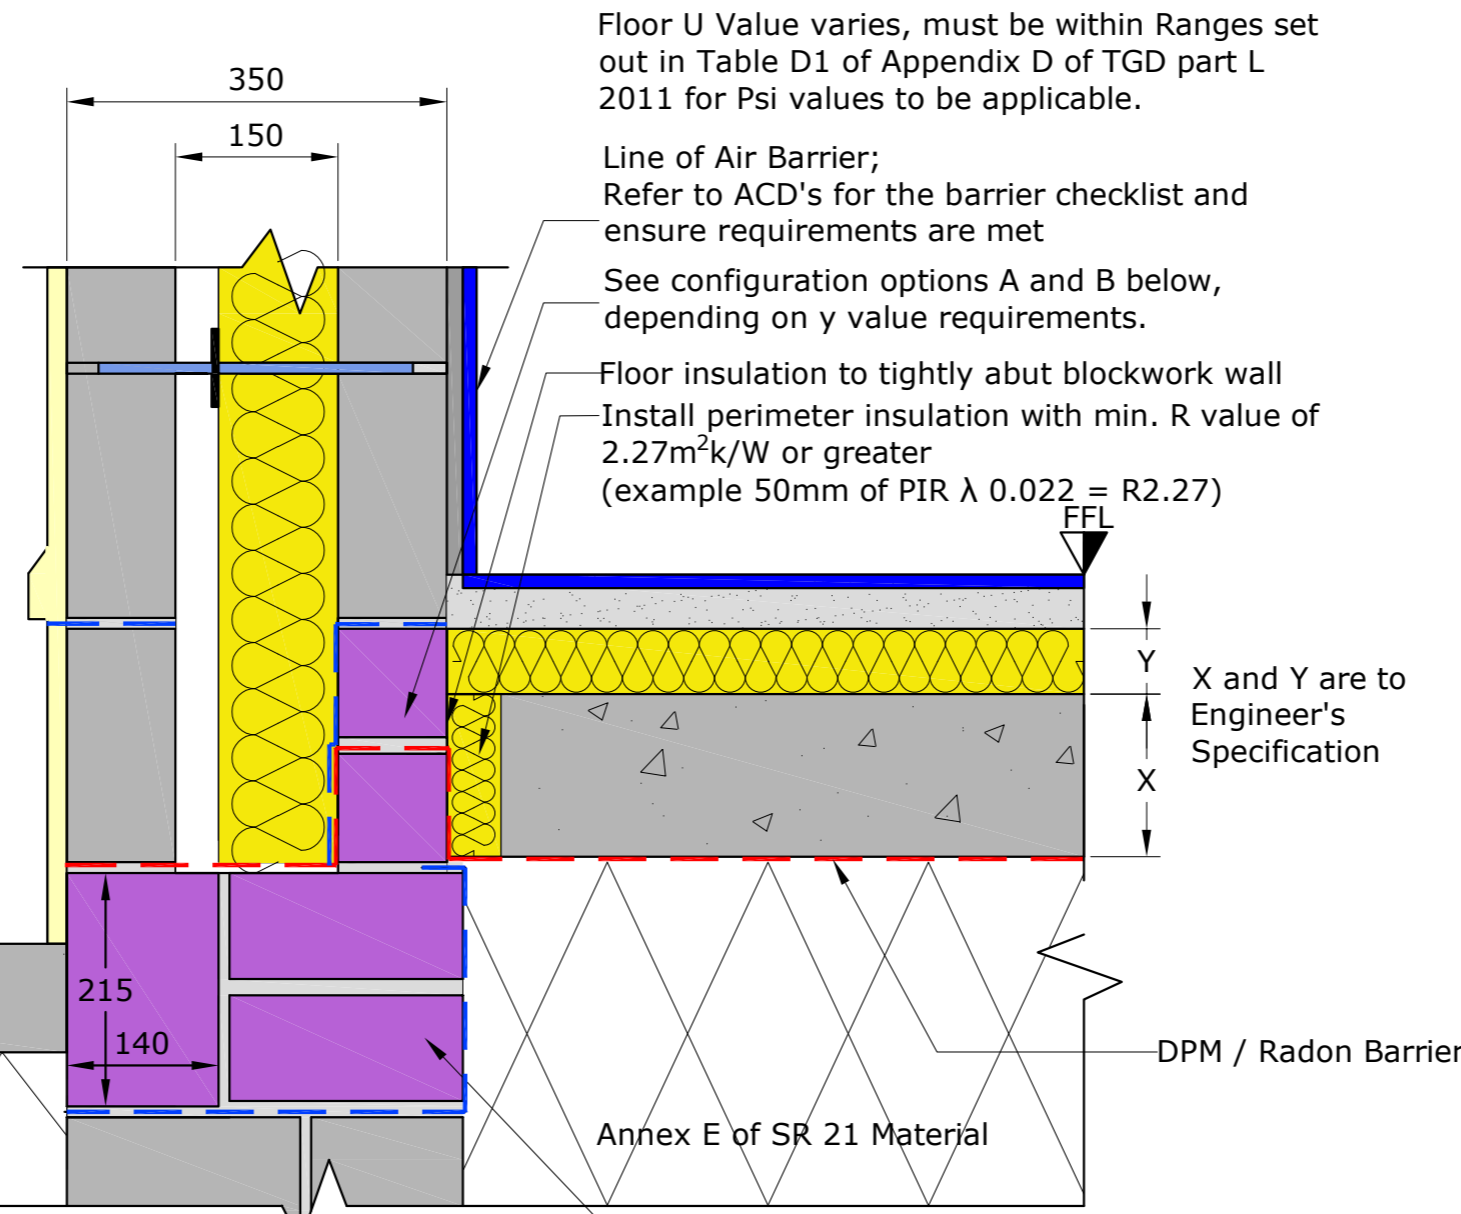 Floor U Value varies, must be within Ranges set
out in Table D1 of Appendix D of TGD part L
2011 for Psi values to be applicable.
350
150
Line of Air Barrier;
Refer to ACD's for the barrier checklist and
ensure requirements are met
See configuration options A and B below,
depending on y value requirements.
Floor insulation to tightly abut blockwork wall
Install perimeter insulation with min. R value of
2.27m²k/W or greater
(example 50mm of PIR λ 0.022 = R2.27)
FFL
Y
X
X and Y are to
Engineer's
Specification
215
140
DPM / Radon Barrier
Annex E of SR 21 Material